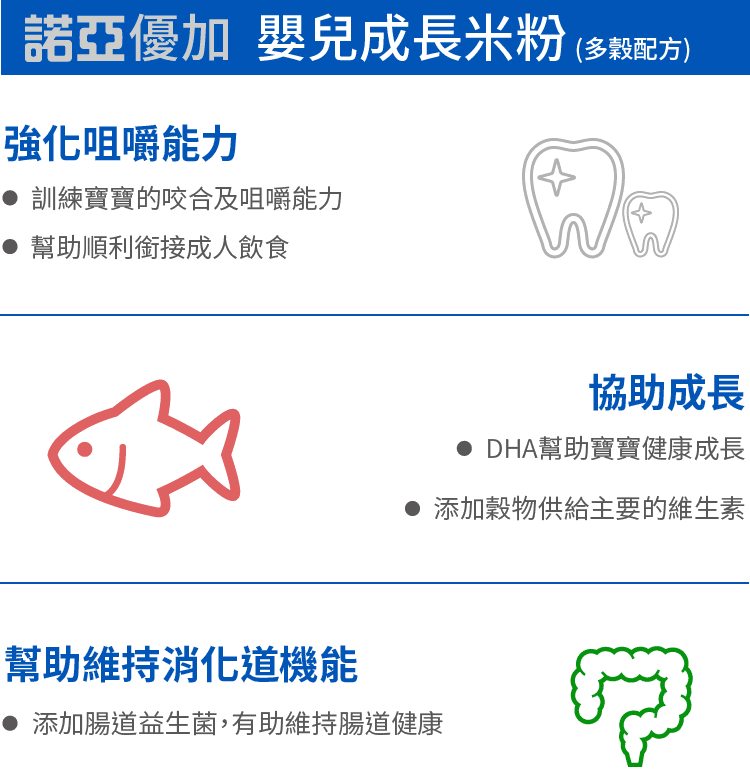 諾亞優加 嬰兒成長米粉 (多穀配方)
強化咀嚼能力
● 訓練寶寶的咬合及咀嚼能力
● 幫助順利銜接成人飲食
協助成長
● DHA幫助寶寶健康成長
● 添加穀物供給主要的維生素
幫助維持消化道機能
● 添加腸道益生菌，有助維持腸道健康